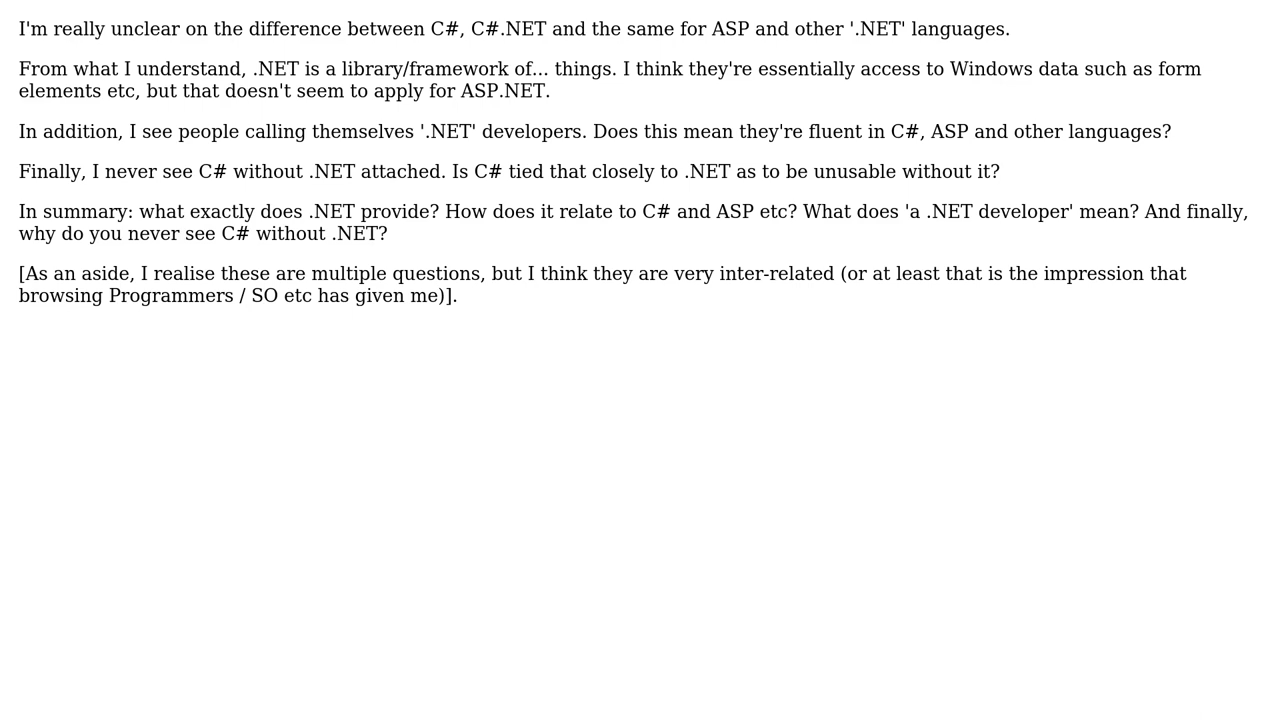 I'm really unclear on the difference between C#, C#.NET and the same for ASP and other '.NET' languages.
From what I understand, .NET is a library/framework of... things. I think they're essentially access to Windows data such as form
elements etc, but that doesn't seem to apply for ASP.NET.
In addition, I see people calling themselves '.NET' developers. Does this mean they're fluent in C#, ASP and other languages?
Finally, I never see C# without .NET attached. Is C# tied that closely to .NET as to be unusable without it?
In summary: what exactly does .NET provide? How does it relate to C# and ASP etc? What does 'a .NET developer' mean? And finally,
why do you never see C# without .NET?
[As an aside, I realise these are multiple questions, but I think they are very inter-related (or at least that is the impression that
browsing Programmers / SO etc has given me)].